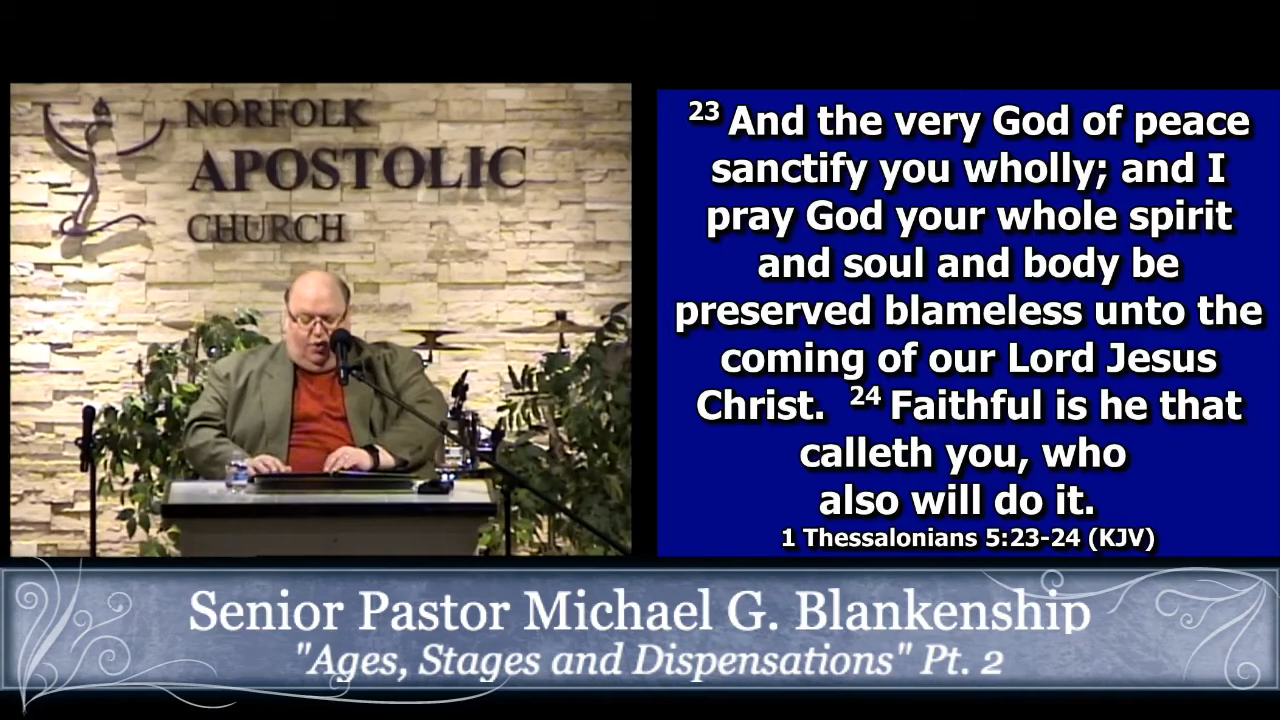 NORFOLK
APOSTOLIC
CHURCH
23 And the very God of peace
sanctify you wholly; and I
pray God your whole spirit
and soul and body be
preserved blameless unto the
coming of our Lord Jesus
Christ. 24 Faithful is he that
calleth you, who
also will do it.
1 Thessalonians 5:23-24 (KJV)
Senior Pastor Michael G. Blankenship
"Ages, Stages and Dispensations" Pt. 2